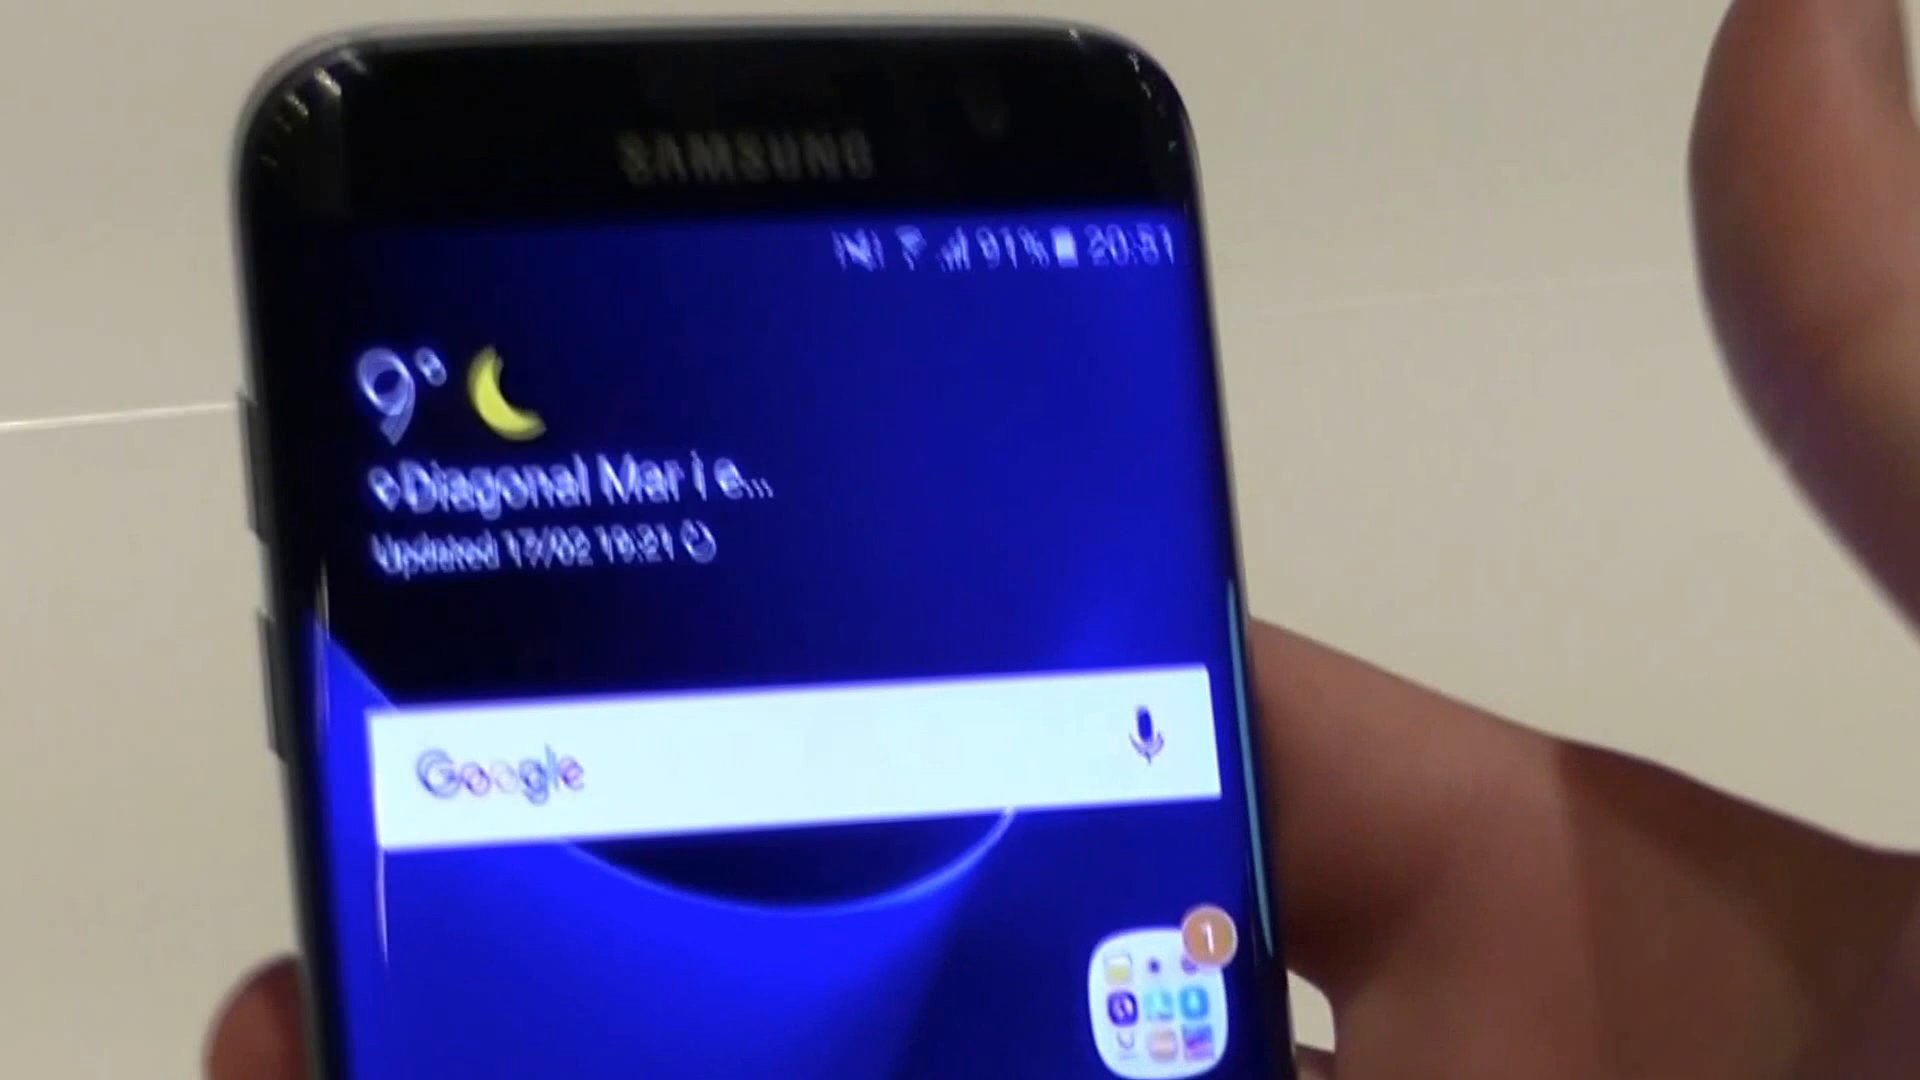 SAMSUNG
91% 20:51
9°
Diagonal Mar i e...
Updated 17/02 19:21
Google
1